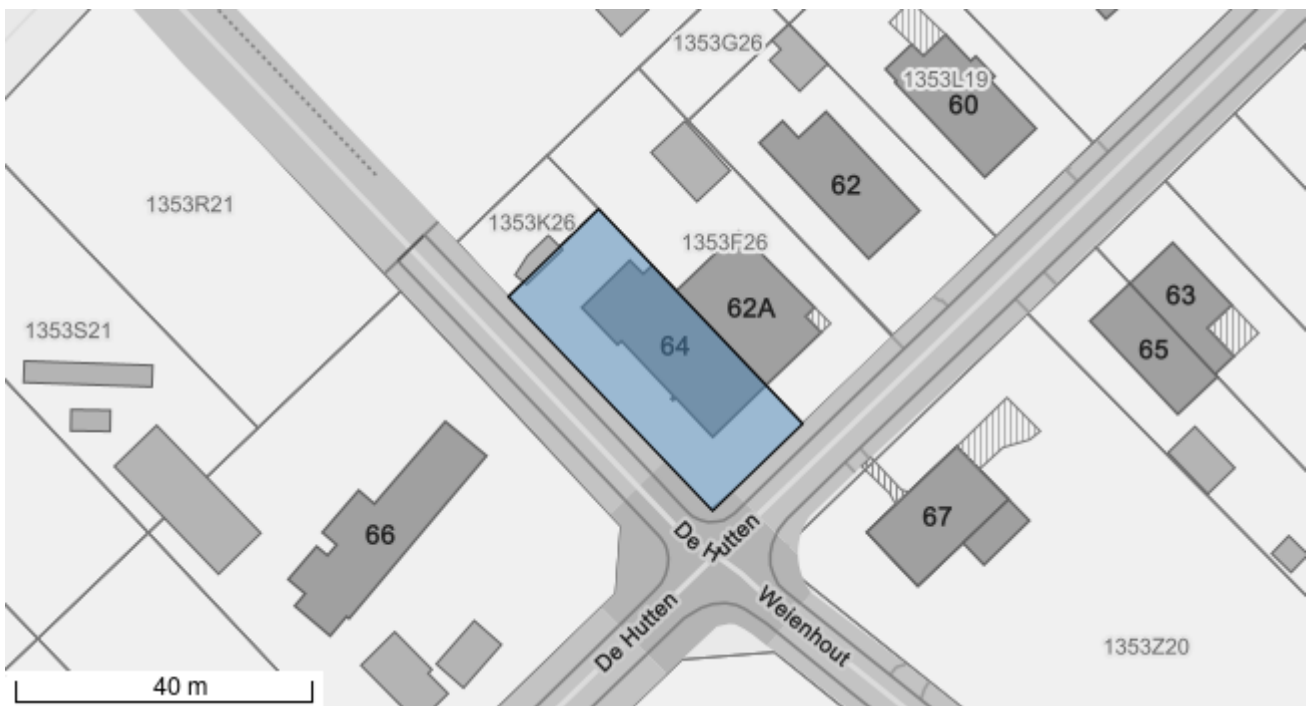 1353G26
1353L19
60
62
1353R21
1353K26
1353F26
63
62A
65
64
1353S21
66
67
De Hutten
De Hutten
Weienhout
1353Z20
40 m